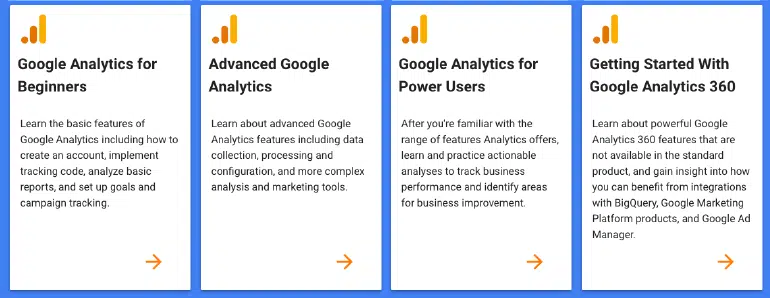 Google Analytics for
Beginners
Learn the basic features of
Google Analytics including how to
create an account, implement
tracking code, analyze basic
reports, and set up goals and
campaign tracking.
Advanced Google
Analytics
Learn about advanced Google
Analytics features including data
collection, processing and
configuration, and more complex
analysis and marketing tools.
Google Analytics for
Power Users
After you're familiar with the
range of features Analytics offers,
learn and practice actionable
analyses to track business
performance and identify areas
for business improvement.
Getting Started With
Google Analytics 360
Learn about powerful Google
Analytics 360 features that are
not available in the standard
product, and gain insight into how
you can benefit from integrations
with BigQuery, Google Marketing
Platform products, and Google Ad
Manager.